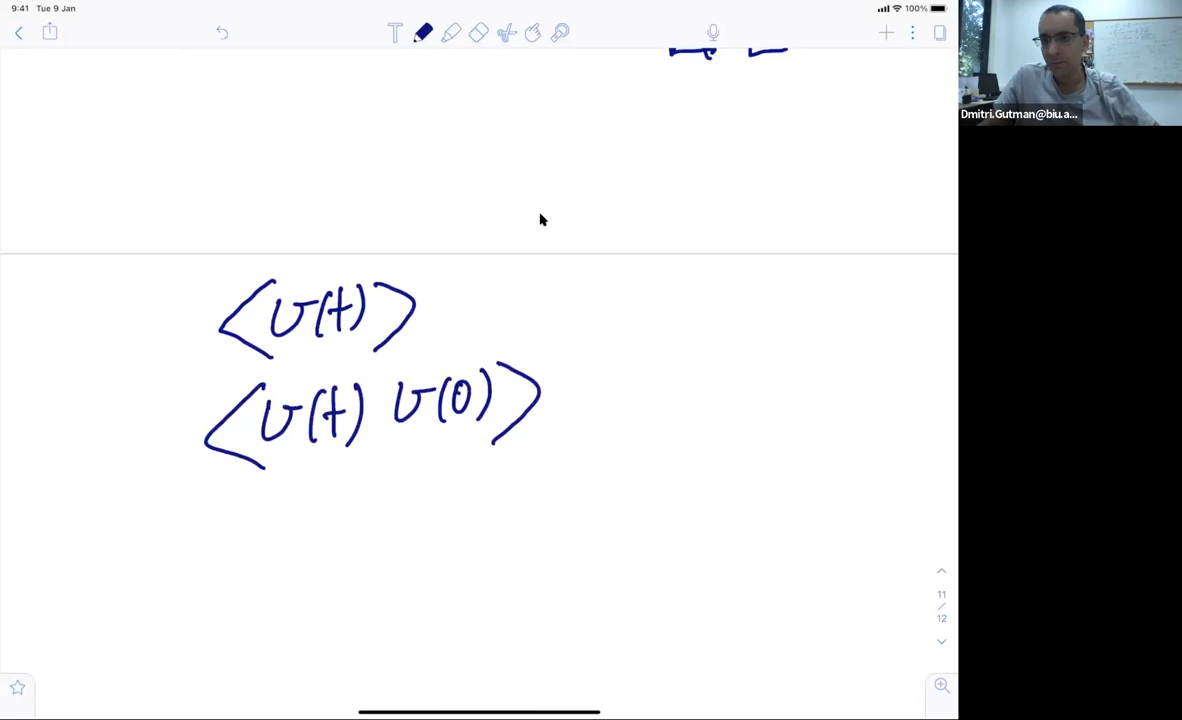 9:41 Tue 9 Jan
100%
T
Dmitri.Gutman@biu.a...
<v(t)>
<v(t) v(0)>
11
/
12